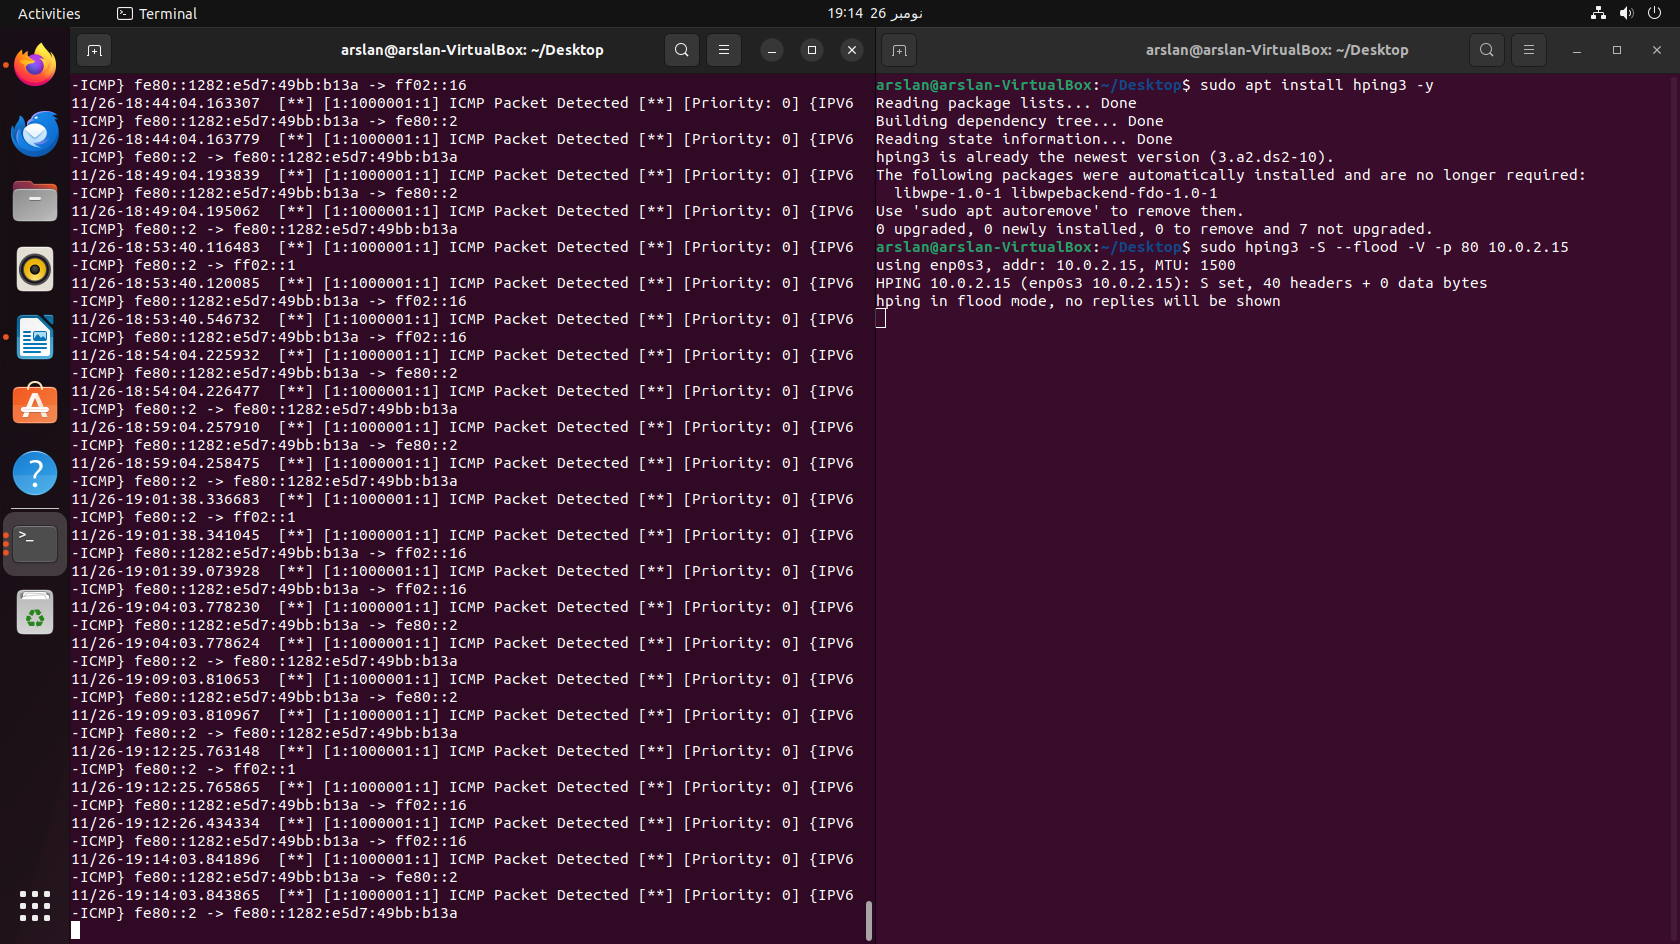 Activities
Terminal
19:14 26 نومبر
arslan@arslan-VirtualBox: ~/Desktop
-ICMP} fe80::1282:e5d7:49bb:b13a -> ff02::16
11/26-18:44:04.163307  [**] [1:1000001:1] ICMP Packet Detected [**] [Priority: 0] {IPV6
-ICMP} fe80::1282:e5d7:49bb:b13a -> fe80::2
11/26-18:44:04.163779  [**] [1:1000001:1] ICMP Packet Detected [**] [Priority: 0] {IPV6
-ICMP} fe80::2 -> fe80::1282:e5d7:49bb:b13a
11/26-18:49:04.193839  [**] [1:1000001:1] ICMP Packet Detected [**] [Priority: 0] {IPV6
-ICMP} fe80::1282:e5d7:49bb:b13a -> fe80::2
11/26-18:49:04.195062  [**] [1:1000001:1] ICMP Packet Detected [**] [Priority: 0] {IPV6
-ICMP} fe80::2 -> fe80::1282:e5d7:49bb:b13a
11/26-18:53:40.116483  [**] [1:1000001:1] ICMP Packet Detected [**] [Priority: 0] {IPV6
-ICMP} fe80::2 -> ff02::1
11/26-18:53:40.120085  [**] [1:1000001:1] ICMP Packet Detected [**] [Priority: 0] {IPV6
-ICMP} fe80::1282:e5d7:49bb:b13a -> ff02::16
11/26-18:53:40.546732  [**] [1:1000001:1] ICMP Packet Detected [**] [Priority: 0] {IPV6
-ICMP} fe80::1282:e5d7:49bb:b13a -> ff02::16
11/26-18:54:04.225932  [**] [1:1000001:1] ICMP Packet Detected [**] [Priority: 0] {IPV6
-ICMP} fe80::1282:e5d7:49bb:b13a -> fe80::2
11/26-18:54:04.226477  [**] [1:1000001:1] ICMP Packet Detected [**] [Priority: 0] {IPV6
-ICMP} fe80::2 -> fe80::1282:e5d7:49bb:b13a
11/26-18:59:04.257910  [**] [1:1000001:1] ICMP Packet Detected [**] [Priority: 0] {IPV6
-ICMP} fe80::1282:e5d7:49bb:b13a -> fe80::2
11/26-18:59:04.258475  [**] [1:1000001:1] ICMP Packet Detected [**] [Priority: 0] {IPV6
-ICMP} fe80::2 -> fe80::1282:e5d7:49bb:b13a
11/26-19:01:38.336683  [**] [1:1000001:1] ICMP Packet Detected [**] [Priority: 0] {IPV6
-ICMP} fe80::2 -> ff02::1
11/26-19:01:38.341045  [**] [1:1000001:1] ICMP Packet Detected [**] [Priority: 0] {IPV6
-ICMP} fe80::1282:e5d7:49bb:b13a -> ff02::16
11/26-19:01:39.073928  [**] [1:1000001:1] ICMP Packet Detected [**] [Priority: 0] {IPV6
-ICMP} fe80::1282:e5d7:49bb:b13a -> ff02::16
11/26-19:04:03.778230  [**] [1:1000001:1] ICMP Packet Detected [**] [Priority: 0] {IPV6
-ICMP} fe80::1282:e5d7:49bb:b13a -> fe80::2
11/26-19:04:03.778624  [**] [1:1000001:1] ICMP Packet Detected [**] [Priority: 0] {IPV6
-ICMP} fe80::2 -> fe80::1282:e5d7:49bb:b13a
11/26-19:09:03.810653  [**] [1:1000001:1] ICMP Packet Detected [**] [Priority: 0] {IPV6
-ICMP} fe80::1282:e5d7:49bb:b13a -> fe80::2
11/26-19:09:03.810967  [**] [1:1000001:1] ICMP Packet Detected [**] [Priority: 0] {IPV6
-ICMP} fe80::2 -> fe80::1282:e5d7:49bb:b13a
11/26-19:12:25.763148  [**] [1:1000001:1] ICMP Packet Detected [**] [Priority: 0] {IPV6
-ICMP} fe80::2 -> ff02::1
11/26-19:12:25.765865  [**] [1:1000001:1] ICMP Packet Detected [**] [Priority: 0] {IPV6
-ICMP} fe80::1282:e5d7:49bb:b13a -> ff02::16
11/26-19:12:26.434334  [**] [1:1000001:1] ICMP Packet Detected [**] [Priority: 0] {IPV6
-ICMP} fe80::1282:e5d7:49bb:b13a -> ff02::16
11/26-19:14:03.841896  [**] [1:1000001:1] ICMP Packet Detected [**] [Priority: 0] {IPV6
-ICMP} fe80::1282:e5d7:49bb:b13a -> fe80::2
11/26-19:14:03.843865  [**] [1:1000001:1] ICMP Packet Detected [**] [Priority: 0] {IPV6
-ICMP} fe80::2 -> fe80::1282:e5d7:49bb:b13a
arslan@arslan-VirtualBox: ~/Desktop
arslan@arslan-VirtualBox:~/Desktop$ sudo apt install hping3 -y
Reading package lists... Done
Building dependency tree... Done
Reading state information... Done
hping3 is already the newest version (3.a2.ds2-10).
The following packages were automatically installed and are no longer required:
  libwpe-1.0-1 libwpebackend-fdo-1.0-1
Use 'sudo apt autoremove' to remove them.
0 upgraded, 0 newly installed, 0 to remove and 7 not upgraded.
arslan@arslan-VirtualBox:~/Desktop$ sudo hping3 -S --flood -V -p 80 10.0.2.15
using enp0s3, addr: 10.0.2.15, MTU: 1500
HPING 10.0.2.15 (enp0s3 10.0.2.15): S set, 40 headers + 0 data bytes
hping in flood mode, no replies will be shown